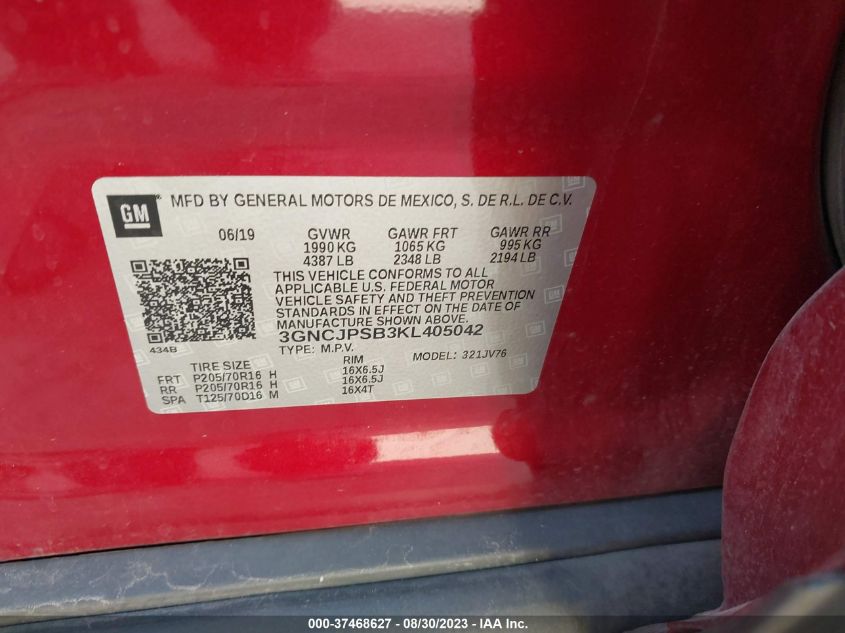 GM MFD BY GENERAL MOTORS DE MEXICO, S. DE R.L. DE C.V.
06/19 GVWR GAWR FRT GAWR RR
1990 KG 1065 KG 995 KG
4387 LB 2348 LB 2194 LB
THIS VEHICLE CONFORMS TO ALL
APPLICABLE U.S. FEDERAL MOTOR
VEHICLE SAFETY AND THEFT PREVENTION
STANDARDS IN EFFECT ON THE DATE OF
MANUFACTURE SHOWN ABOVE.
3GNCJPSB3KL405042
434B TYPE: M.P.V. MODEL: 321JV76
TIRE SIZE RIM
FRT P205/70R16 H 16X6.5J
RR P205/70R16 H 16X6.5J
SPA T125/70D16 M 16X4T
000-37468627 - 08/30/2023 - IAA Inc.